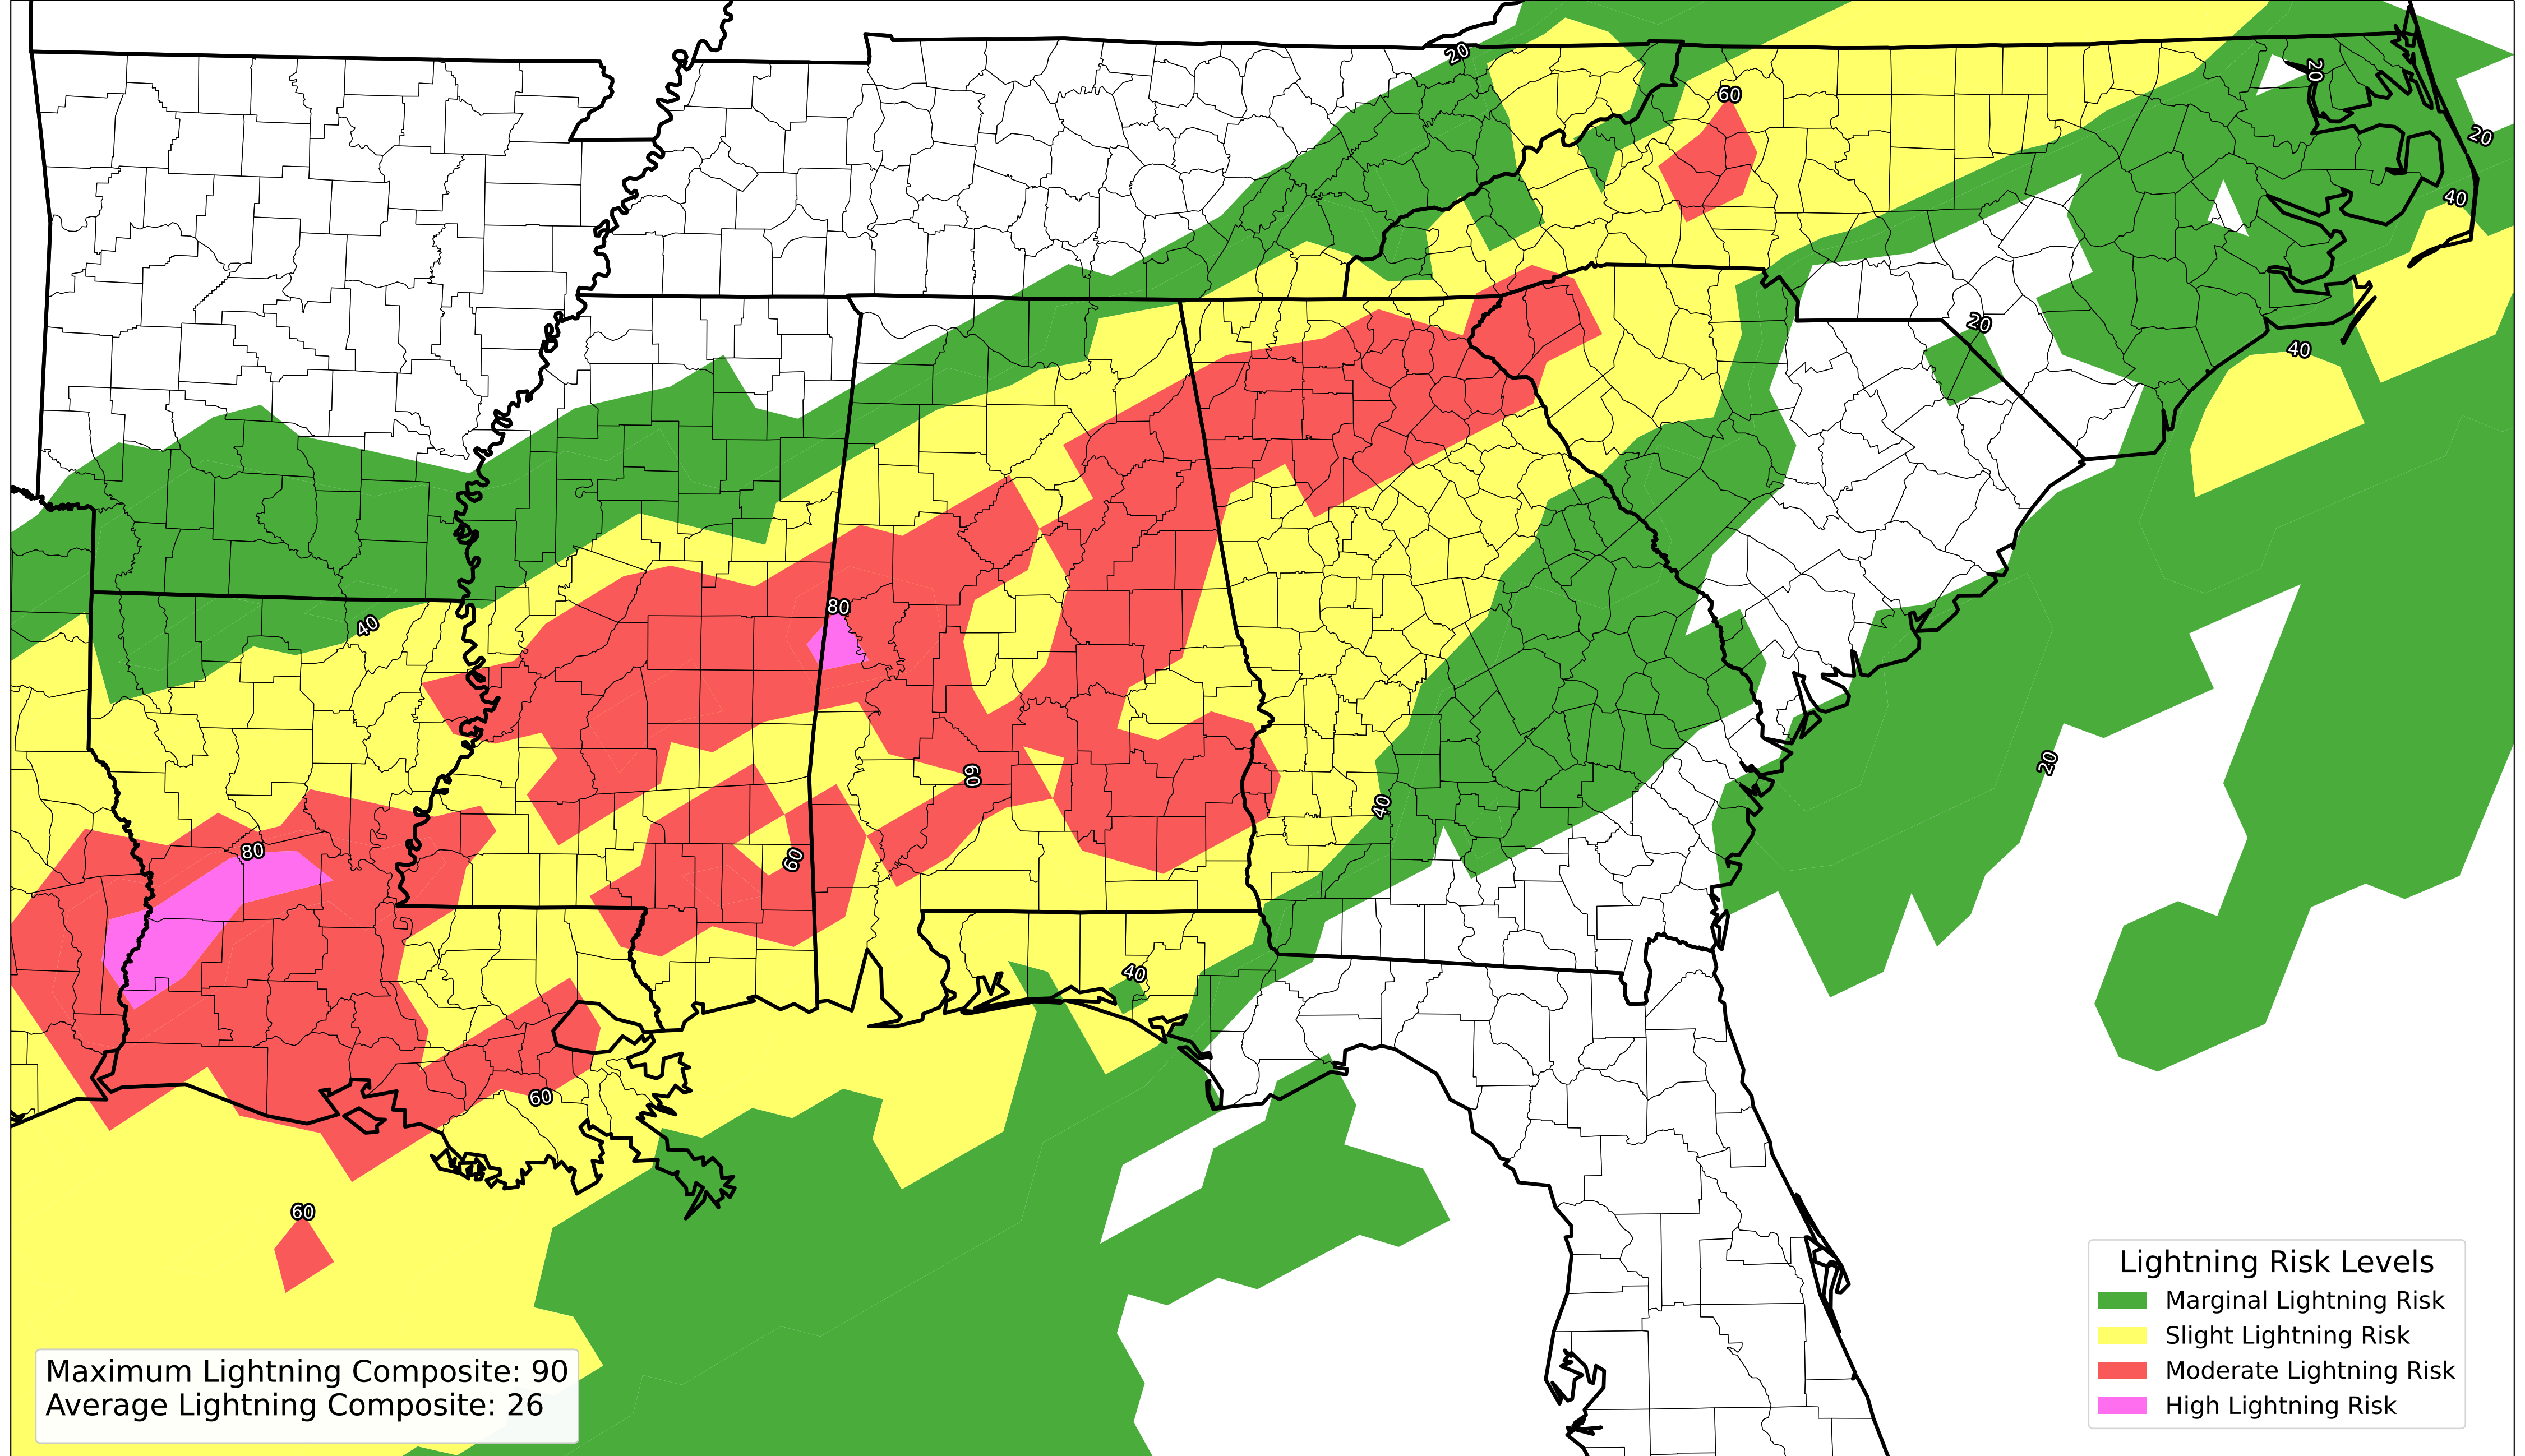 20
60
20
20
40
20
40
80
40
60
20
40
80
60
40
60
60
Lightning Risk Levels
Marginal Lightning Risk
Slight Lightning Risk
Moderate Lightning Risk
High Lightning Risk
Maximum Lightning Composite: 90
Average Lightning Composite: 26